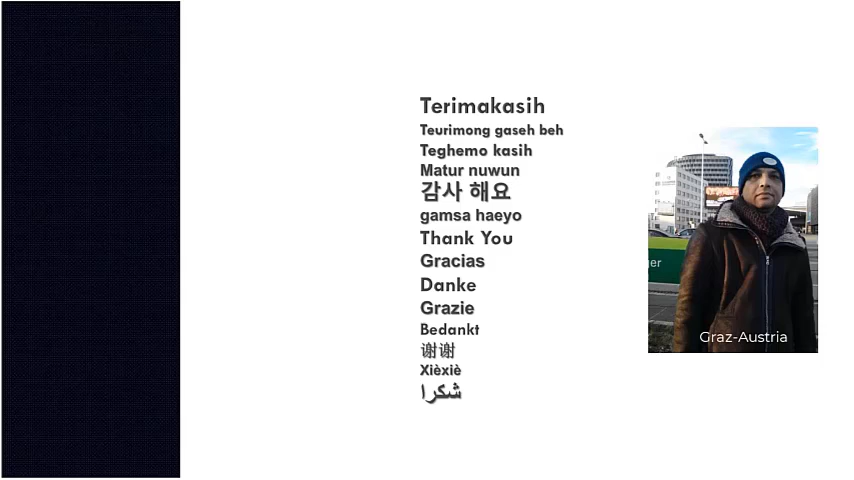 Terimakasih
Teurimong gaseh beh
Teghemo kasih
Matur nuwun
감사 해요
gamsa haeyo
Thank You
Gracias
Danke
Grazie
Bedankt
谢谢
Xièxiè
شكرا
ger
Graz-Austria